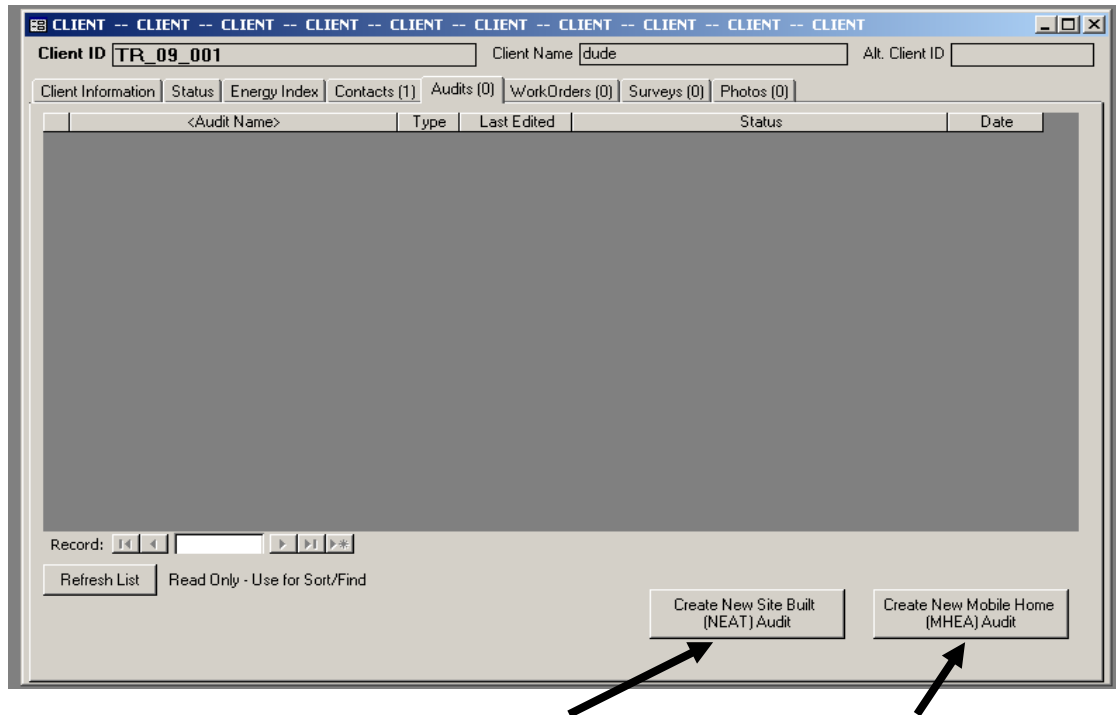 CLIENT -- CLIENT -- CLIENT -- CLIENT -- CLIENT -- CLIENT -- CLIENT -- CLIENT -- CLIENT -- CLIENT
Client ID TR_09_001 Client Name dude Alt. Client ID
Client Information Status Energy Index Contacts (1) Audits (0) WorkOrders (0) Surveys (0) Photos (0)
<Audit Name> Type Last Edited Status Date
Record:
Refresh List Read Only - Use for Sort/Find
Create New Site Built
(NEAT) Audit
Create New Mobile Home
(MHEA) Audit